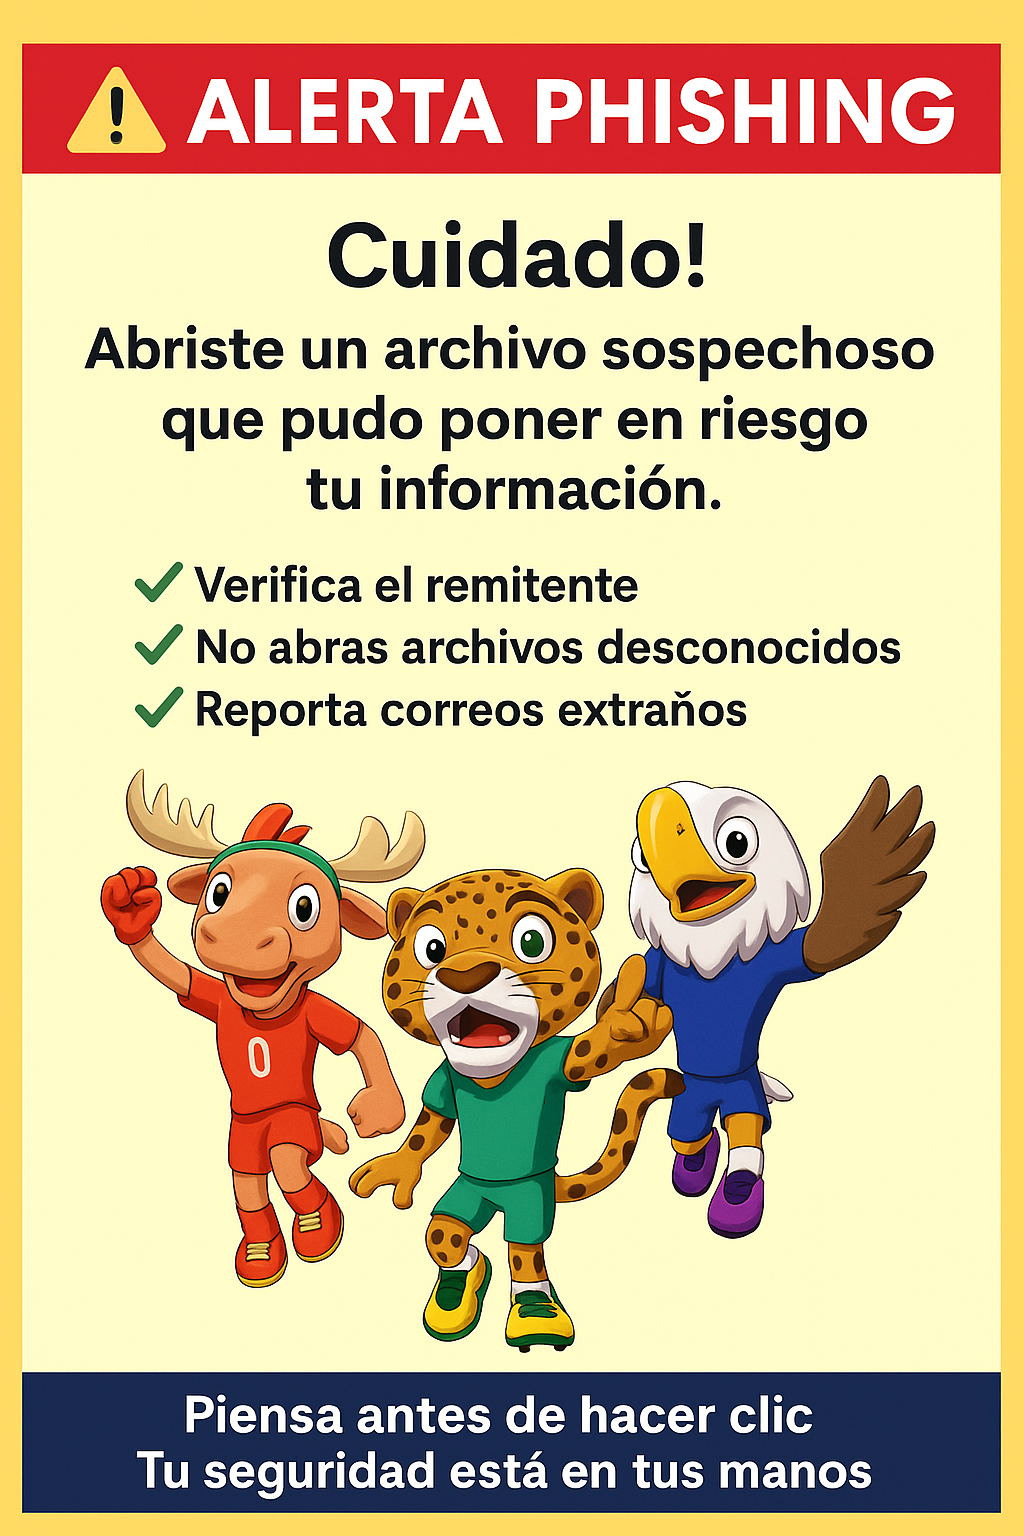 ALERTA PHISHING
Cuidado!
Abriste un archivo sospechoso
que pudo poner en riesgo
tu información.
Verifica el remitente
No abras archivos desconocidos
Reporta correos extraňos
0
Piensa antes de hacer clic
Tu seguridad está en tus manos